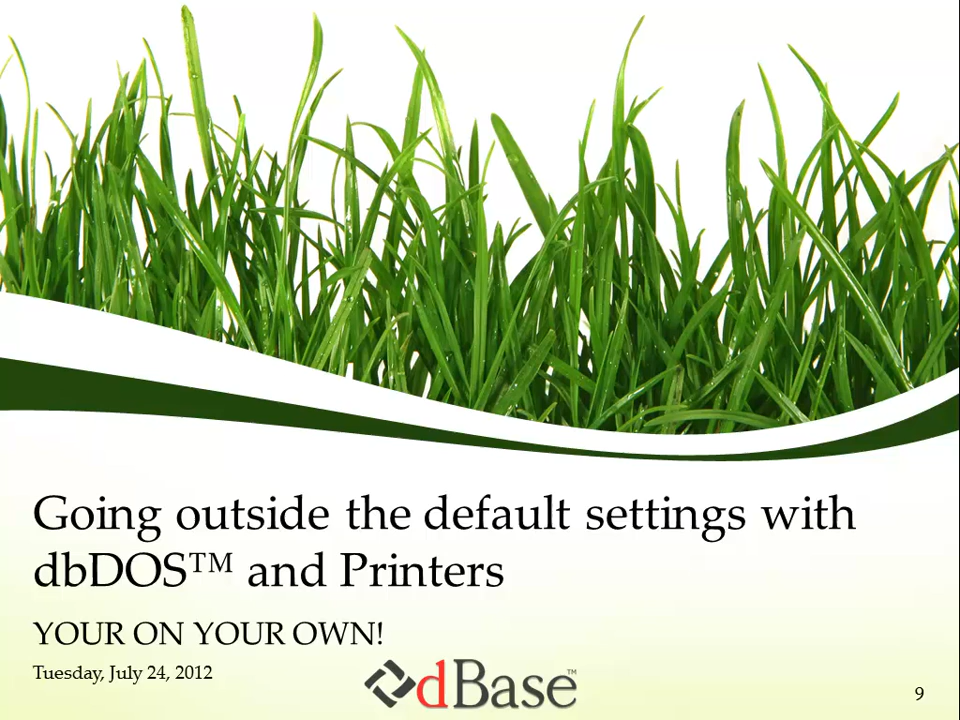 Going outside the default settings with
dbDOS™ and Printers
YOUR ON YOUR OWN!
Tuesday, July 24, 2012
dBase™
9